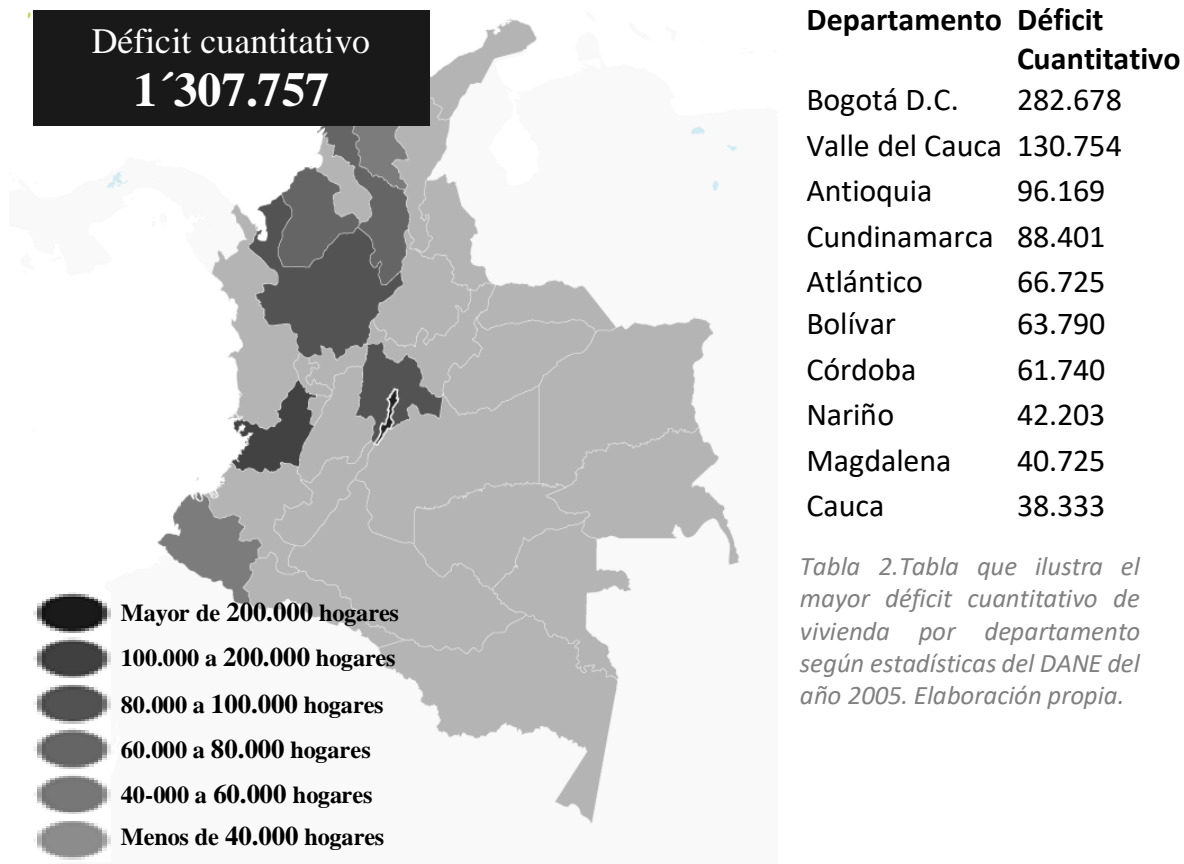 Déficit cuantitativo
1´307.757
Mayor de 200.000 hogares
100.000 a 200.000 hogares
80.000 a 100.000 hogares
60.000 a 80.000 hogares
40-000 a 60.000 hogares
Menos de 40.000 hogares
Departamento Déficit
Cuantitativo
Bogotá D.C. 282.678
Valle del Cauca 130.754
Antioquia 96.169
Cundinamarca 88.401
Atlántico 66.725
Bolívar 63.790
Córdoba 61.740
Nariño 42.203
Magdalena 40.725
Cauca 38.333
Tabla 2.Tabla que ilustra el
mayor déficit cuantitativo de
vivienda por departamento
según estadísticas del DANE del
año 2005. Elaboración propia.